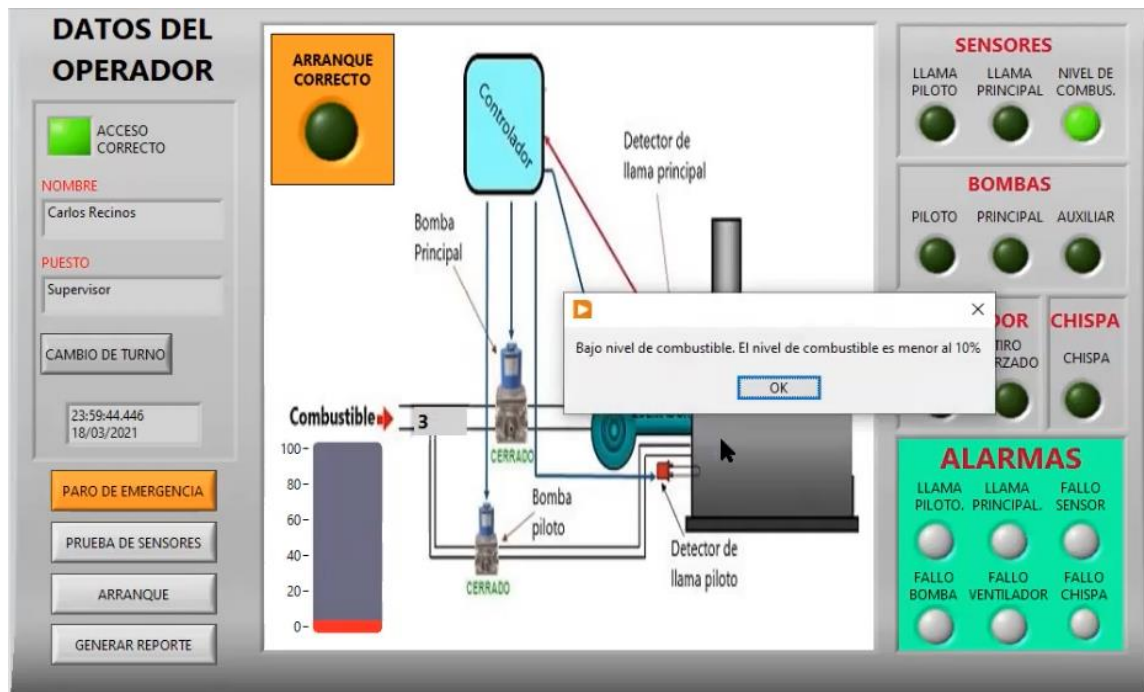 DATOS DEL
OPERADOR
ACCESO
CORRECTO
NOMBRE
Carlos Recinos
PUESTO
Supervisor
CAMBIO DE TURNO
23:59:44.446
18/03/2021
PARO DE EMERGENCIA
PRUEBA DE SENSORES
ARRANQUE
GENERAR REPORTE
ARRANQUE
CORRECTO
Controlador
Detector de
llama principal
Bomba
Principal
Combustible
3
CERRADO
100
80
60
40
20
0
Bomba
piloto
CERRADO
Detector de
llama piloto
Bajo nivel de combustible. El nivel de combustible es menor al 10%
OK
SENSORES
LLAMA PILOTO
LLAMA PRINCIPAL
NIVEL DE COMBUS.
BOMBAS
PILOTO PRINCIPAL AUXILIAR
CHISPA
CHISPA
ALARMAS
LLAMA PILOTO.
LLAMA PRINCIPAL.
FALLO SENSOR
FALLO BOMBA
FALLO VENTILADOR
FALLO CHISPA